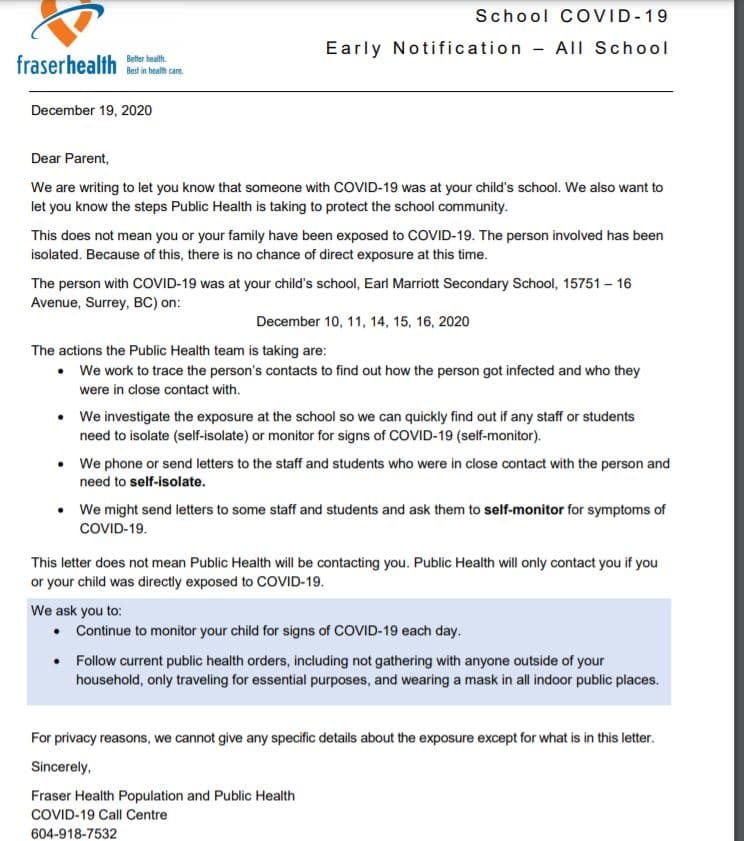 School COVID-19
Early Notification – All School
fraserhealth
Better health.
Best in health care.
December 19, 2020
Dear Parent,
We are writing to let you know that someone with COVID-19 was at your child's school. We also want to
let you know the steps Public Health is taking to protect the school community.
This does not mean you or your family have been exposed to COVID-19. The person involved has been
isolated. Because of this, there is no chance of direct exposure at this time.
The person with COVID-19 was at your child's school, Earl Marriott Secondary School, 15751 – 16
Avenue, Surrey, BC) on:
December 10, 11, 14, 15, 16, 2020
The actions the Public Health team is taking are:
• We work to trace the person's contacts to find out how the person got infected and who they
were in close contact with.
• We investigate the exposure at the school so we can quickly find out if any staff or students
need to isolate (self-isolate) or monitor for signs of COVID-19 (self-monitor).
• We phone or send letters to the staff and students who were in close contact with the person and
need to self-isolate.
• We might send letters to some staff and students and ask them to self-monitor for symptoms of
COVID-19.
This letter does not mean Public Health will be contacting you. Public Health will only contact you if you
or your child was directly exposed to COVID-19.
We ask you to:
• Continue to monitor your child for signs of COVID-19 each day.
• Follow current public health orders, including not gathering with anyone outside of your
household, only traveling for essential purposes, and wearing a mask in all indoor public places.
For privacy reasons, we cannot give any specific details about the exposure except for what is in this letter.
Sincerely,
Fraser Health Population and Public Health
COVID-19 Call Centre
604-918-7532